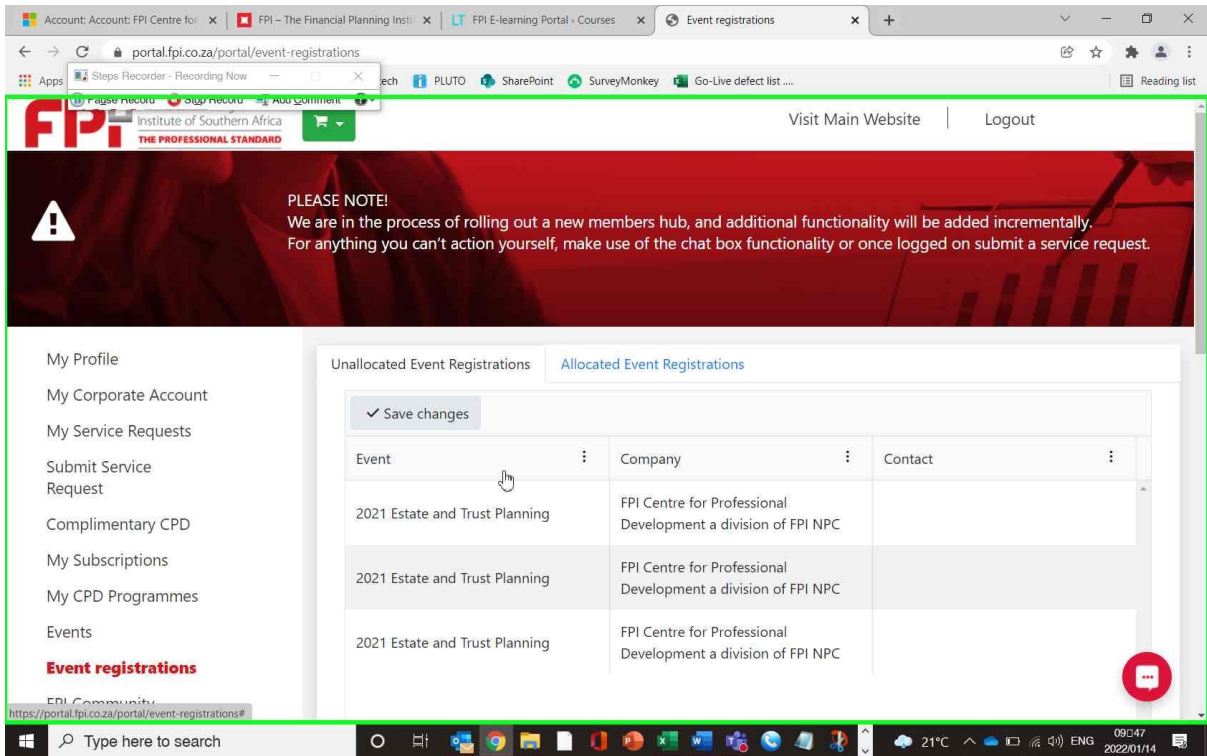 Account: Account: FPI Centre for
FPI – The Financial Planning Insti
LT FPI E-learning Portal › Courses
Event registrations
portal.fpi.co.za/portal/event-registrations
Apps
Steps Recorder - Recording Now
ech
PLUTO
SharePoint
SurveyMonkey
Go-Live defect list ....
Reading list
Pause Record
Stop Record
Add Comment
FPI
Institute of Southern Africa
THE PROFESSIONAL STANDARD
Visit Main Website
Logout
PLEASE NOTE!
We are in the process of rolling out a new members hub, and additional functionality will be added incrementally.
For anything you can't action yourself, make use of the chat box functionality or once logged on submit a service request.
My Profile
My Corporate Account
My Service Requests
Submit Service
Request
Complimentary CPD
My Subscriptions
My CPD Programmes
Events
Event registrations
FPI Community
Unallocated Event Registrations
Allocated Event Registrations
Save changes
Event
Company
Contact
2021 Estate and Trust Planning
FPI Centre for Professional
Development a division of FPI NPC
2021 Estate and Trust Planning
FPI Centre for Professional
Development a division of FPI NPC
2021 Estate and Trust Planning
FPI Centre for Professional
Development a division of FPI NPC
https://portal.fpi.co.za/portal/event-registrations#
Type here to search
21°C
ENG
09□47
2022/01/14